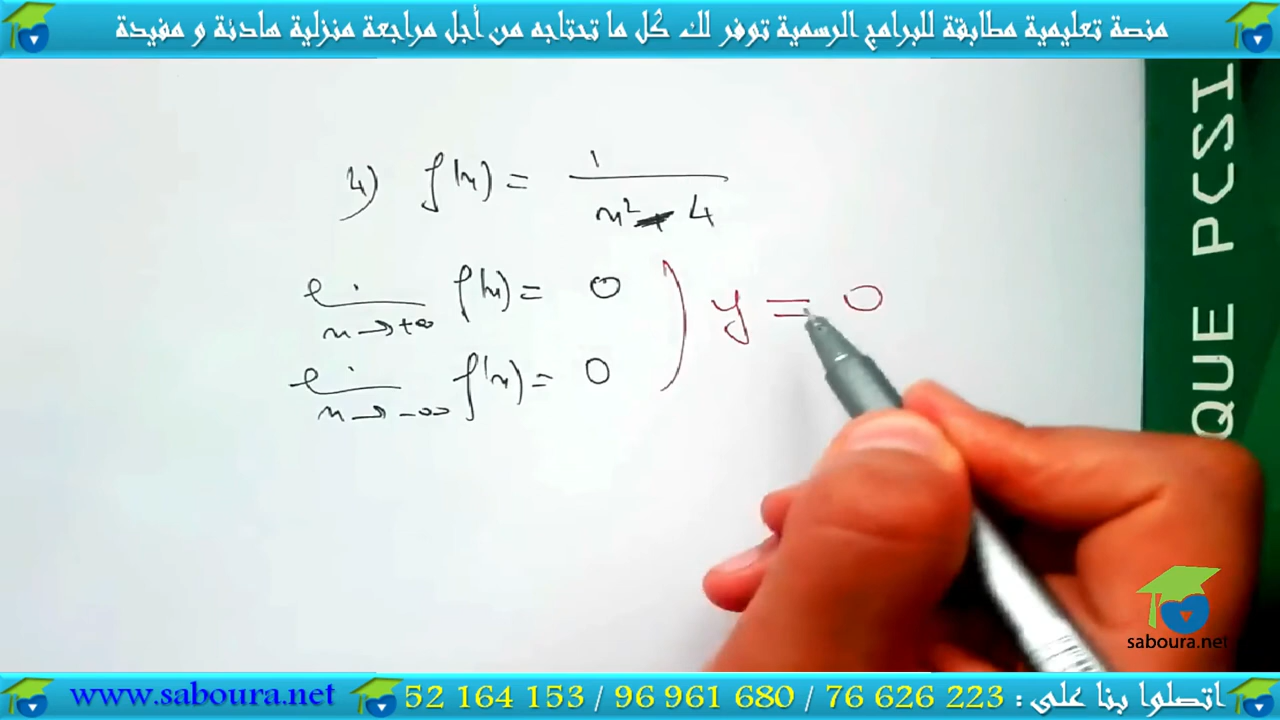 منصة تعليمية مطابقة للبرامج الرسمية توفر لك كل ما تحتاجه من أجل مراجعة منزلية هادئة و مفيدة
4) f(x) = 1 / x² - 4
lim x→+∞ f(x) = 0
lim x→-∞ f(x) = 0
y = 0
QUE PCSI
saboura.net
www.saboura.net 52 164 153 / 96 961 680 / 76 626 223 : اتصلوا بنا على